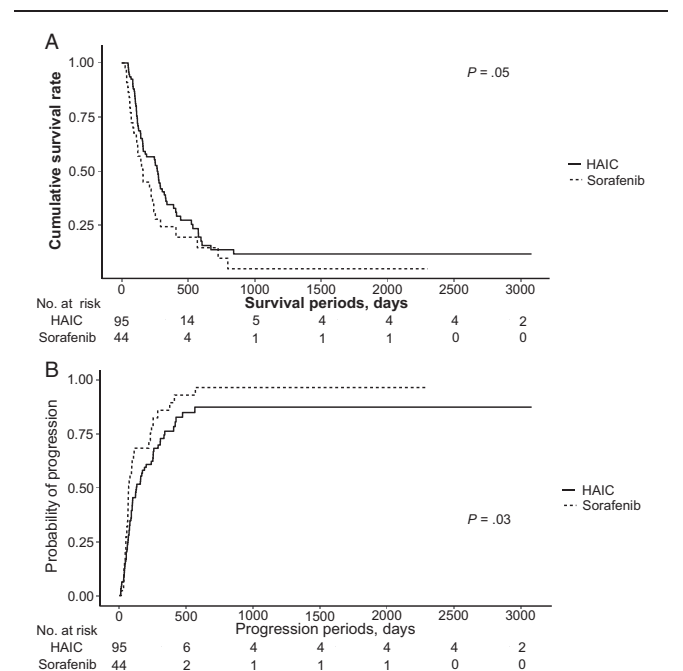 A
1.00
P = .05
0.75
HAIC
0.50
Sorafenib
0.25
Cumulative survival rate
0 500 1000 1500 2000 2500 3000
No. at risk Survival periods, days
HAIC 95 14 5 4 4 4 2
Sorafenib 44 4 1 1 1 0 0
B
1.00
0.75
HAIC
0.50
Sorafenib
P = .03
0.25
0.00
Probability of progression
0 500 1000 1500 2000 2500 3000
No. at risk Progression periods, days
HAIC 95 6 4 4 4 4 2
Sorafenib 44 2 1 1 1 0 0